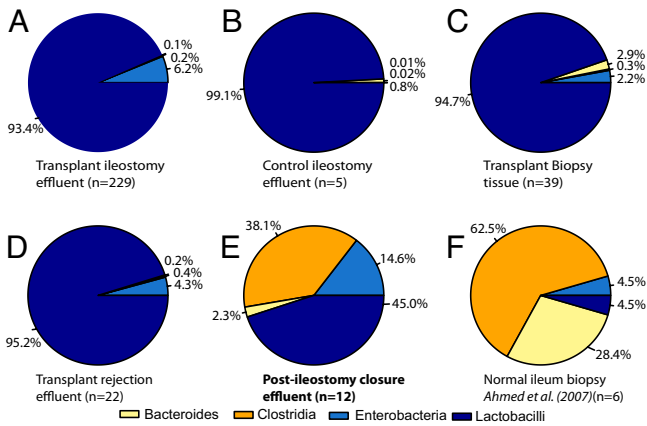 A
0.1%
0.2%
6.2%
93.4%
Transplant ileostomy
effluent (n=229)
B
0.01%
0.02%
0.8%
99.1%
Control ileostomy
effluent (n=5)
C
2.9%
0.3%
2.2%
94.7%
Transplant Biopsy
tissue (n=39)
D
0.2%
0.4%
4.3%
95.2%
Transplant rejection
effluent (n=22)
E
38.1%
14.6%
2.3%
45.0%
Post-ileostomy closure
effluent (n=12)
F
62.5%
4.5%
4.5%
28.4%
Normal ileum biopsy
Ahmed et al. (2007)(n=6)
Bacteroides Clostridia Enterobacteria Lactobacilli